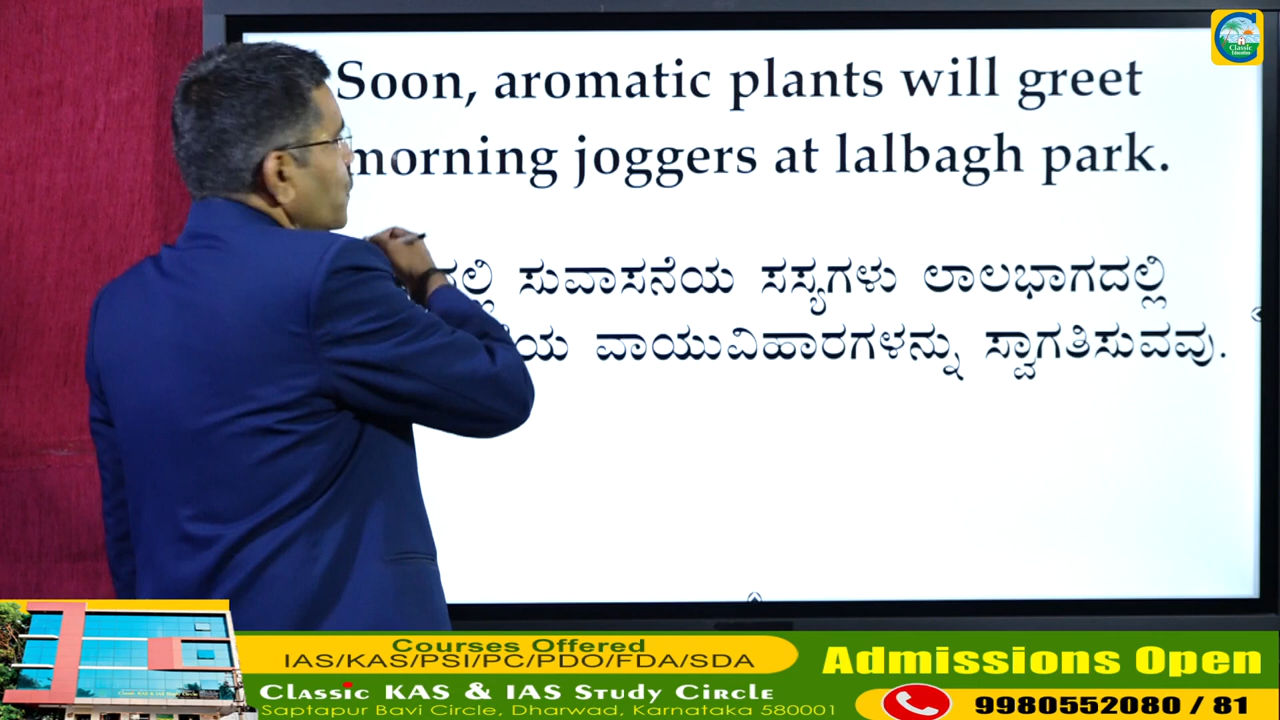 Soon, aromatic plants will greet
morning joggers at lalbagh park.
ಸುವಾಸನೆಯ ಸಸ್ಯಗಳು ಲಾಲಭಾಗದಲ್ಲಿ
ವಾಯುವಿಹಾರಗಳನ್ನು ಸ್ವಾಗತಿಸುವವು.
Classic
Education
Courses Offered
IAS/KAS/PSI/PC/PDO/FDA/SDA
Admissions Open
Classic KAS & IAS Study Circle
Saptapur Bavi Circle, Dharwad, Karnataka 580001
9980552080 / 81